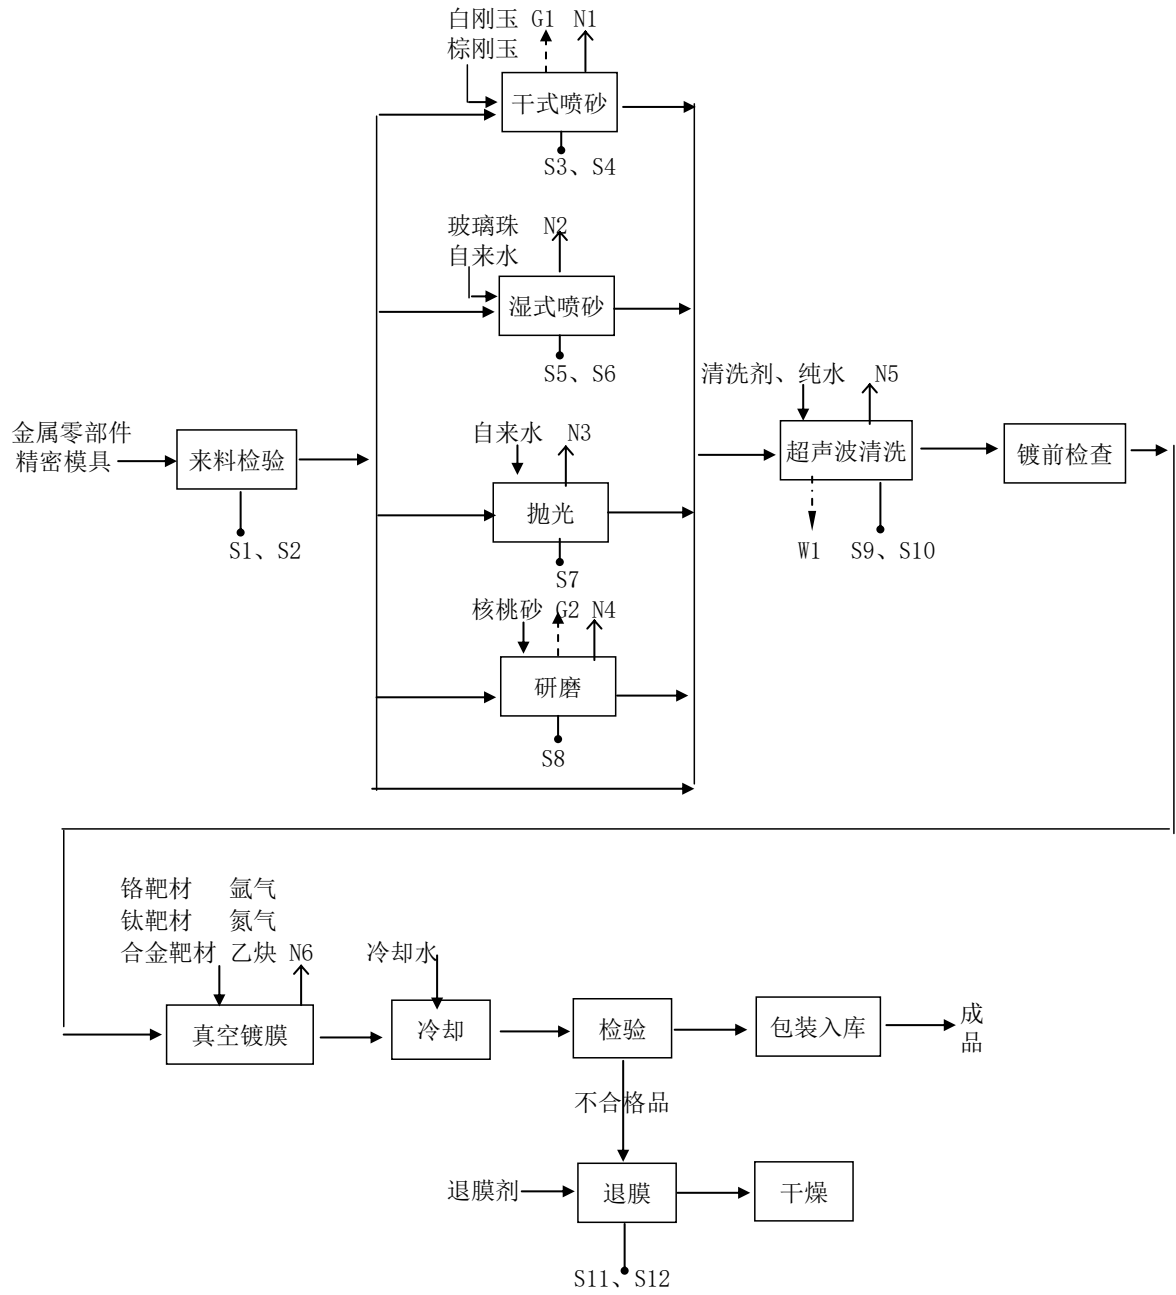 白刚玉 G1 N1
棕刚玉
干式喷砂
S3、S4
玻璃珠 N2
自来水
湿式喷砂
S5、S6
清洗剂、纯水 N5
金属零部件
精密模具
来料检验
S1、S2
自来水 N3
抛光
S7
超声波清洗
镀前检查
W1 S9、S10
核桃砂 G2 N4
研磨
S8
铬靶材 氩气
钛靶材 氮气
合金靶材 乙炔 N6
冷却水
真空镀膜
冷却
检验
包装入库
成
品
不合格品
退膜剂
退膜
干燥
S11、S12